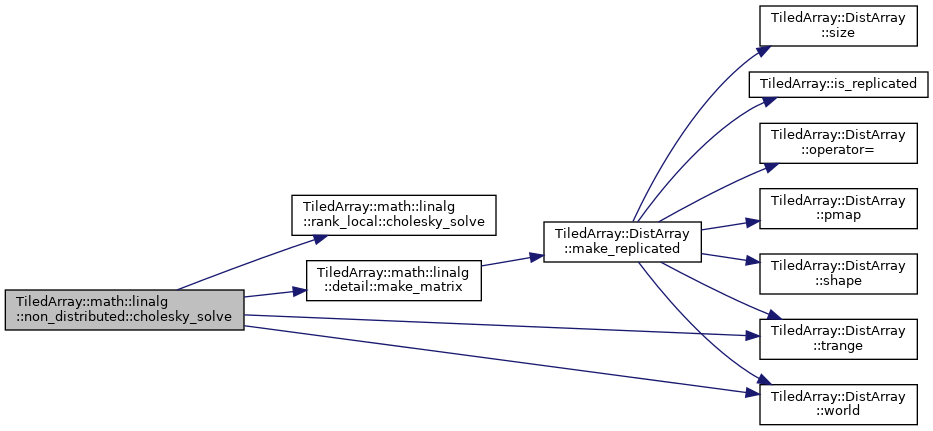 TiledArray::math::linalg
::non_distributed::cholesky_solve
TiledArray::math::linalg
::rank_local::cholesky_solve
TiledArray::math::linalg
::detail::make_matrix
TiledArray::DistArray
::make_replicated
TiledArray::DistArray
::size
TiledArray::is_replicated
TiledArray::DistArray
::operator=
TiledArray::DistArray
::pmap
TiledArray::DistArray
::shape
TiledArray::DistArray
::trange
TiledArray::DistArray
::world